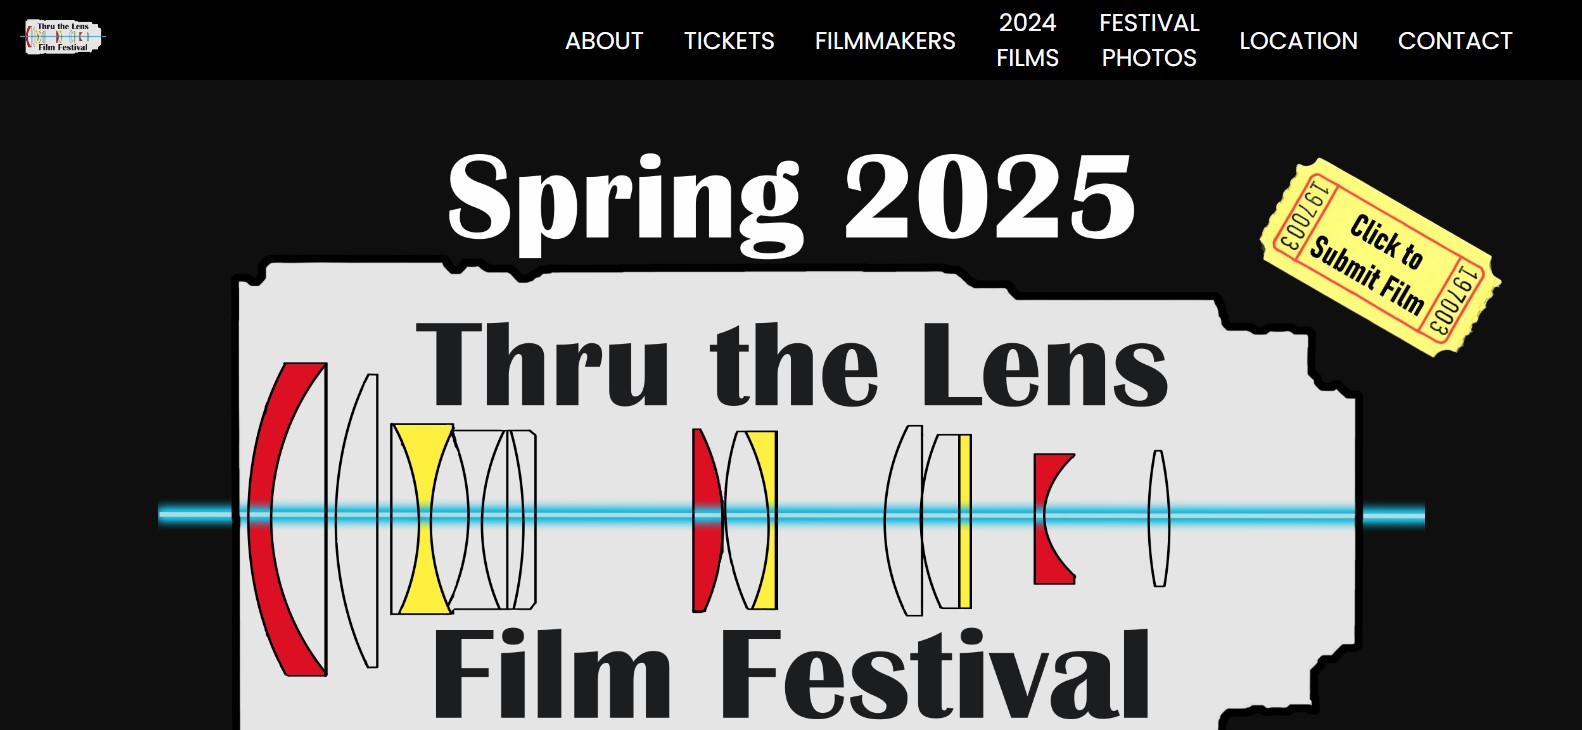 Thru the Lens
Film Festival
ABOUT
TICKETS
FILMMAKERS
2024
FILMS
FESTIVAL
PHOTOS
LOCATION
CONTACT
Spring 2025
197003
Click to
Submit Film
197003
Thru the Lens
Film Festival